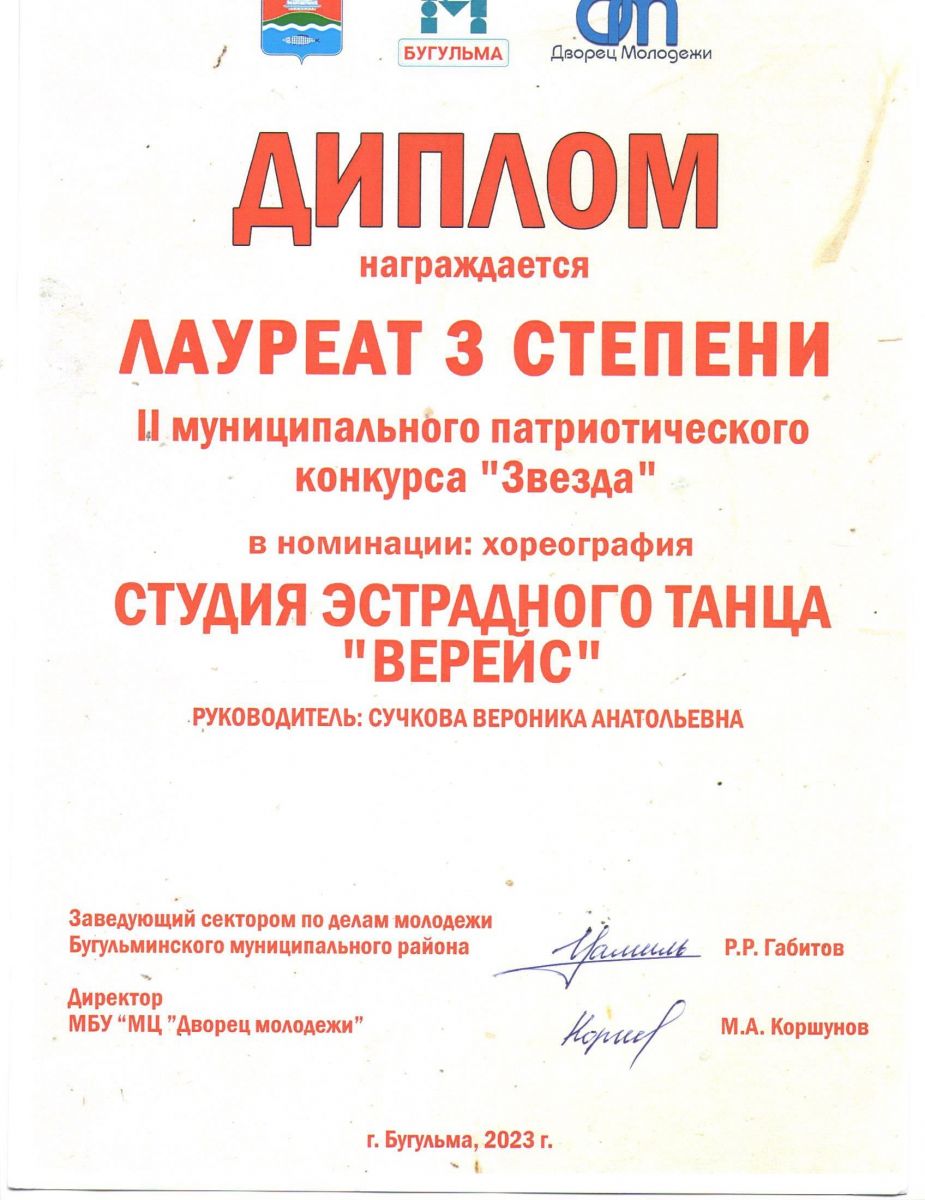 БУГУЛЬМА
Дворец Молодежи
ДИПЛОМ
награждается
ЛАУРЕАТ 3 СТЕПЕНИ
II муниципального патриотического
конкурса "Звезда"
в номинации: хореография
СТУДИЯ ЭСТРАДНОГО ТАНЦА
"ВЕРЕЙС"
РУКОВОДИТЕЛЬ: СУЧКОВА ВЕРОНИКА АНАТОЛЬЕВНА
Заведующий сектором по делам молодежи
Бугульминского муниципального района
Р.Р. Габитов
Директор
МБУ “МЦ ”Дворец молодежи”
М.А. Коршунов
г. Бугульма, 2023 г.